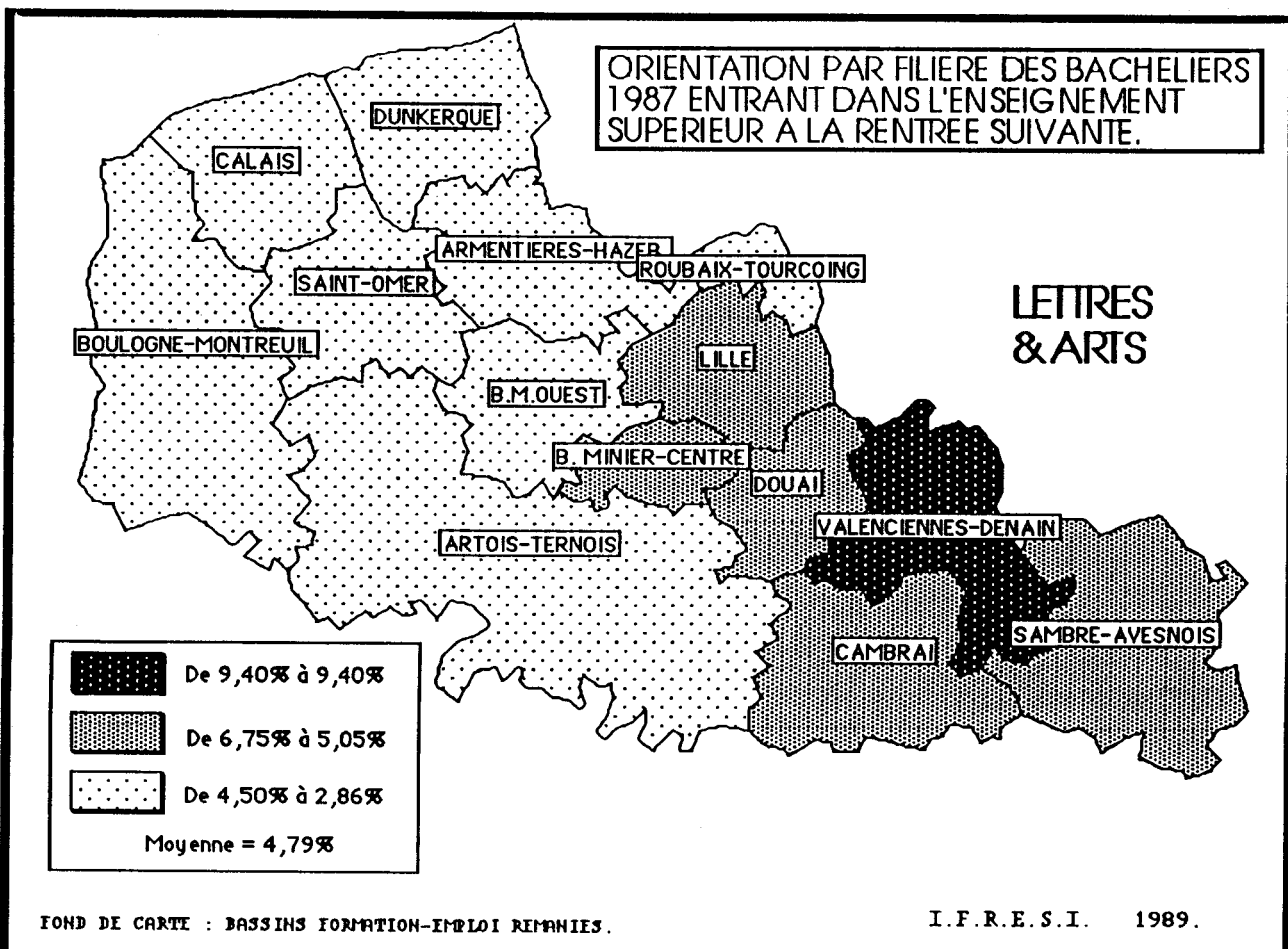 ORIENTATION PAR FILIERE DES BACHELIERS
1987 ENTRANT DANS L'ENSEIGNEMENT
SUPERIEUR A LA RENTREE SUIVANTE.
DUNKERQUE
CALAIS
ARMENTIERES-HAZEB
ROUBAIX-TOURCOING
SAINT-OMER
LETTRES
& ARTS
BOULOGNE-MONTREUIL
LILLE
B.M.OUEST
B. MINIER-CENTRE
DOUAI
VALENCIENNES-DENAIN
ARTOIS-TERNOIS
SAMBRE-AVESNOIS
CAMBRAI
De 9,40% à 9,40%
De 6,75% à 5,05%
De 4,50% à 2,86%
Moyenne = 4,79%
FOND DE CARTE : BASSINS FORMATION-EMPLOI REMANIES.
I.F.R.E.S.I. 1989.